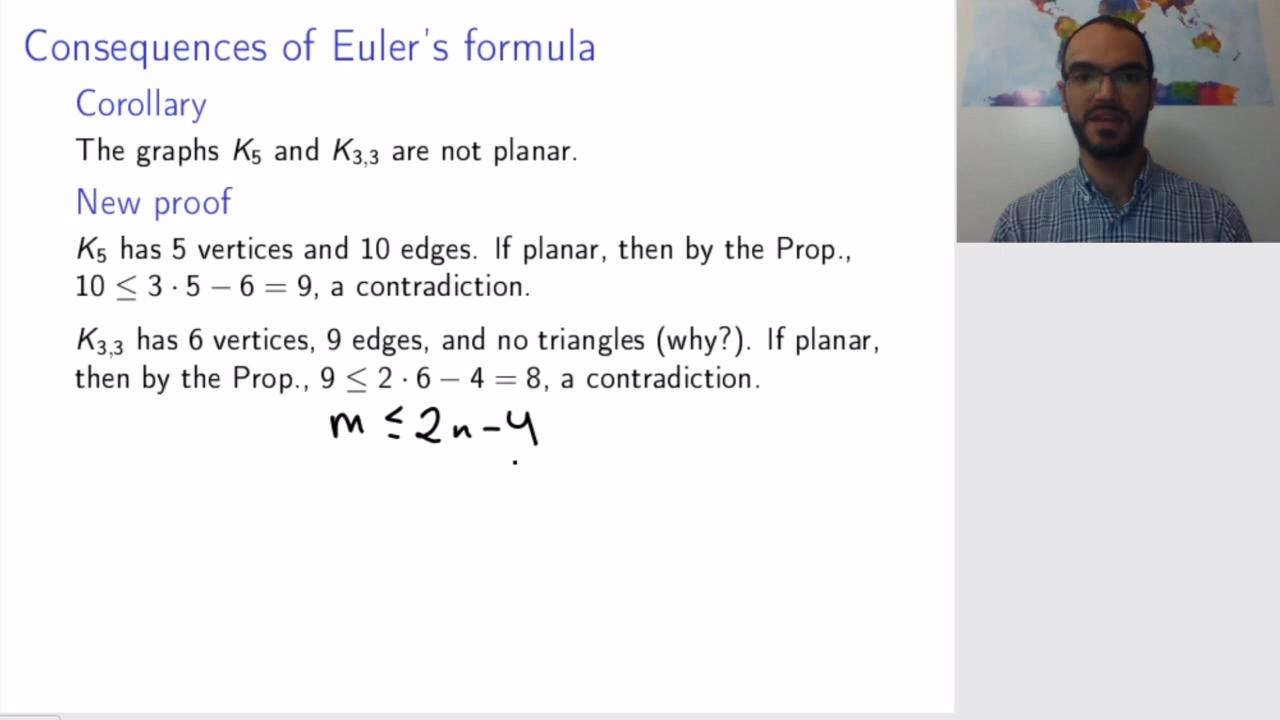 Consequences of Euler's formula
Corollary
The graphs K₅ and K₃,₃ are not planar.
New proof
K₅ has 5 vertices and 10 edges. If planar, then by the Prop.,
10 ≤ 3 · 5 − 6 = 9, a contradiction.
K₃,₃ has 6 vertices, 9 edges, and no triangles (why?). If planar,
then by the Prop., 9 ≤ 2 · 6 − 4 = 8, a contradiction.
m ≤ 2n − 4